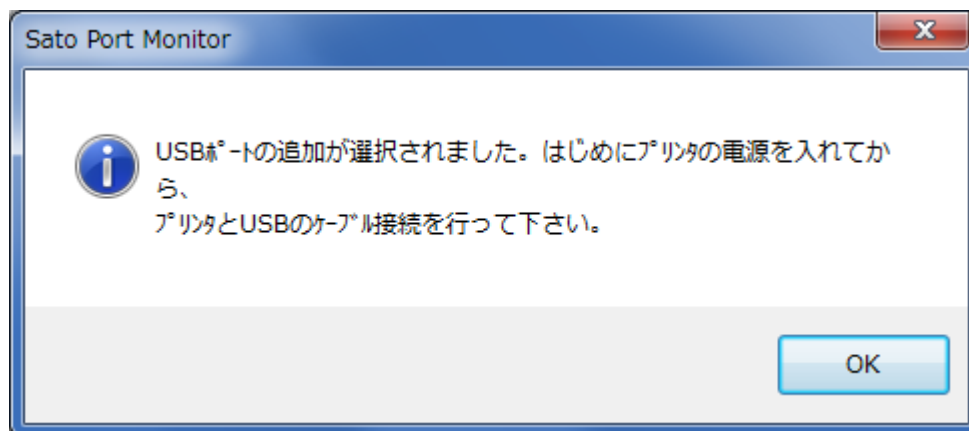 Sato Port Monitor
USBﾎﾟｰﾄの追加が選択されました。はじめにﾌﾟﾘﾝﾀの電源を入れてか
ら、
ﾌﾟﾘﾝﾀとUSBのｹｰﾌﾞﾙ接続を行って下さい。
OK